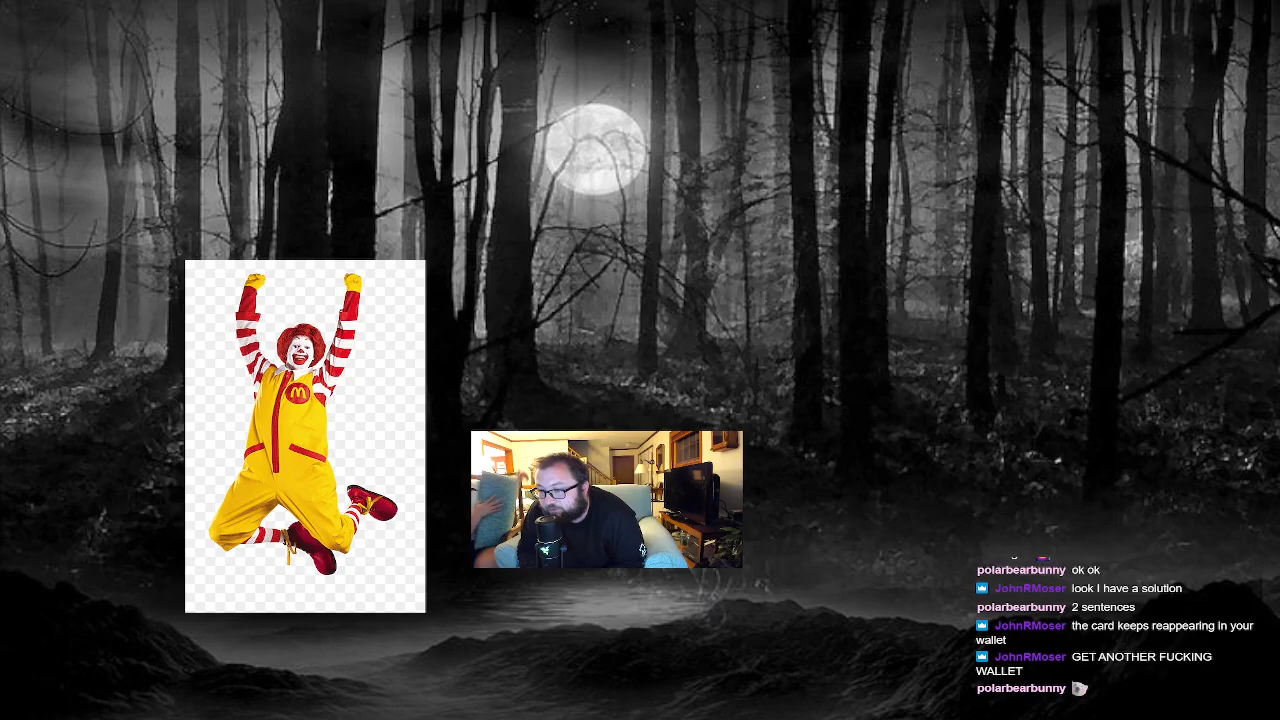 polarbearbunny ok ok
JohnRMoser look I have a solution
polarbearbunny 2 sentences
JohnRMoser the card keeps reappearing in your
wallet
JohnRMoser GET ANOTHER FUCKING
WALLET
polarbearbunny